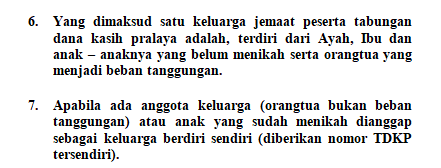 6. Yang dimaksud satu keluarga jemaat peserta tabungan
dana kasih pralaya adalah, terdiri dari Ayah, Ibu dan
anak – anaknya yang belum menikah serta orangtua yang
menjadi beban tanggungan.
7. Apabila ada anggota keluarga (orangtua bukan beban
tanggungan) atau anak yang sudah menikah dianggap
sebagai keluarga berdiri sendiri (diberikan nomor TDKP
tersendiri).